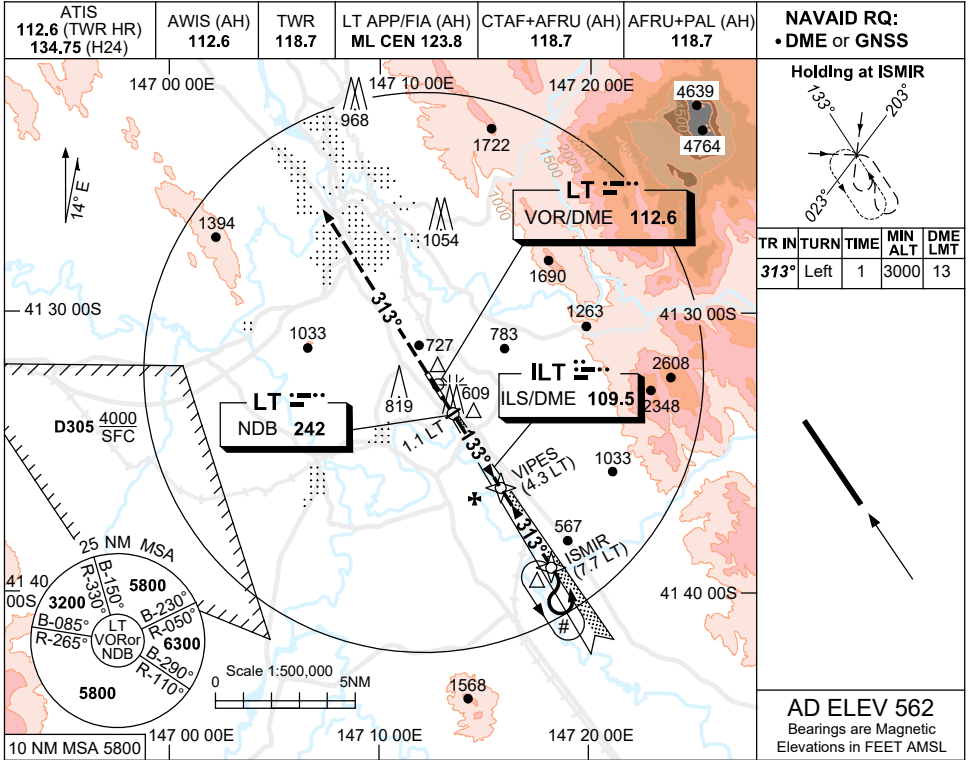 ATIS
112.6 (TWR HR)
134.75 (H24)
AWIS (AH)
112.6
TWR
118.7
LT APP/FIA (AH)
ML CEN 123.8
CTAF+AFRU (AH)
118.7
AFRU+PAL (AH)
118.7
NAVAID RQ:
• DME or GNSS
Holding at ISMIR
133°
203°
023°
TR IN TURN TIME MIN ALT DME LMT
313° Left 1 3000 13
147 00 00E
147 10 00E
147 20 00E
968
1722
4639
4764
1500
2000
1500
1000
14° E
LT
VOR/DME 112.6
1394
1054
1690
313°
41 30 00S
1263
41 30 00S
1033
727
783
2608
2348
ILT
ILS/DME 109.5
609
819
LT
NDB 242
1.1 LT
133°
D305 4000
SFC
VIPES
(4.3 LT)
1033
313°
567
ISMIR
(7.7 LT)
25 NM MSA
41 40
00S
41 40 00S
R-330°
B-150°
5800
3200
B-230°
R-050°
B-085°
R-265°
LT
VORor
NDB
6300
B-290°
R-110°
5800
#
Scale 1:500,000
0 5NM
1568
10 NM MSA 5800
147 00 00E
147 10 00E
147 20 00E
AD ELEV 562
Bearings are Magnetic
Elevations in FEET AMSL